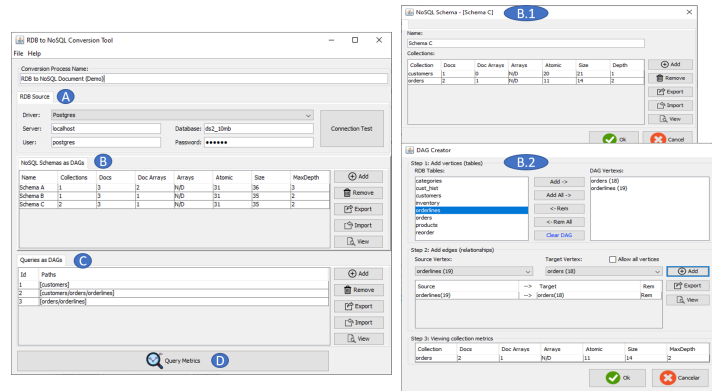 RDB to NoSQL Conversion Tool
File Help
Conversion Process Name:
RDB to NoSQL Document (Demo)
RDB Source
A
Driver: Postgres
Server: localhost Database: ds2_10mb Connection Test
User: postgres Password: ●●●●●●
NoSQL Schemas as DAGs
B
Name Collections Docs Doc Arrays Arrays Atomic Size MaxDepth
Schema A 1 3 2 N/D 31 36 3
Schema B 1 3 1 N/D 31 35 2
Schema C 2 3 1 N/D 31 35 2
Add
Remove
Export
Import
View
Queries as DAGs
C
Id Paths
1 [customers]
2 [customers/orders/orderlines]
3 [orders/orderlines]
Add
Remove
Export
Import
View
Query Metrics
D
NoSQL Schema - [Schema C]
B.1
Name:
Schema C
Collections:
Collection Docs Doc Arrays Arrays Atomic Size Depth
customers 1 0 N/D 20 21 1
orders 2 1 N/D 11 14 2
Add
Remove
Export
Import
View
Ok Cancel
DAG Creator
B.2
Step 1: Add vertices (tables)
RDB Tables:
categories
cust_hist
customers
inventory
orderlines
orders
products
reorder
Add ->
Add All ->
<- Rem
<- Rem All
Clear DAG
DAG Vertexs:
orders (18)
orderlines (19)
Step 2: Add edges (relationships)
Source Vertex: Target Vertex: Allow all vertices
orderlines (19) orders (18) Add
Source --> Target Rem
orderlines(19) --> orders(18) Rem
Export
View
Step 3: Viewing collection metrics
Collection Docs Doc Arrays Arrays Atomic Size MaxDepth
orders 2 1 N/D 11 14 2
Ok Cancelar